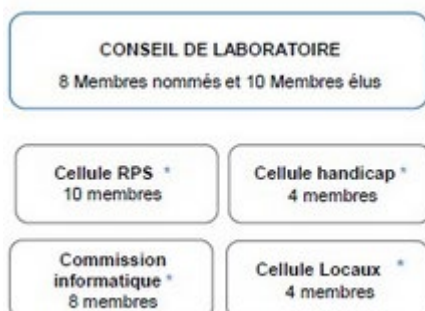 CONSEIL DE LABORATOIRE
8 Membres nommés et 10 Membres élus
Cellule RPS *
10 membres
Cellule handicap *
4 membres
Commission
informatique *
8 membres
Cellule Locaux *
4 membres